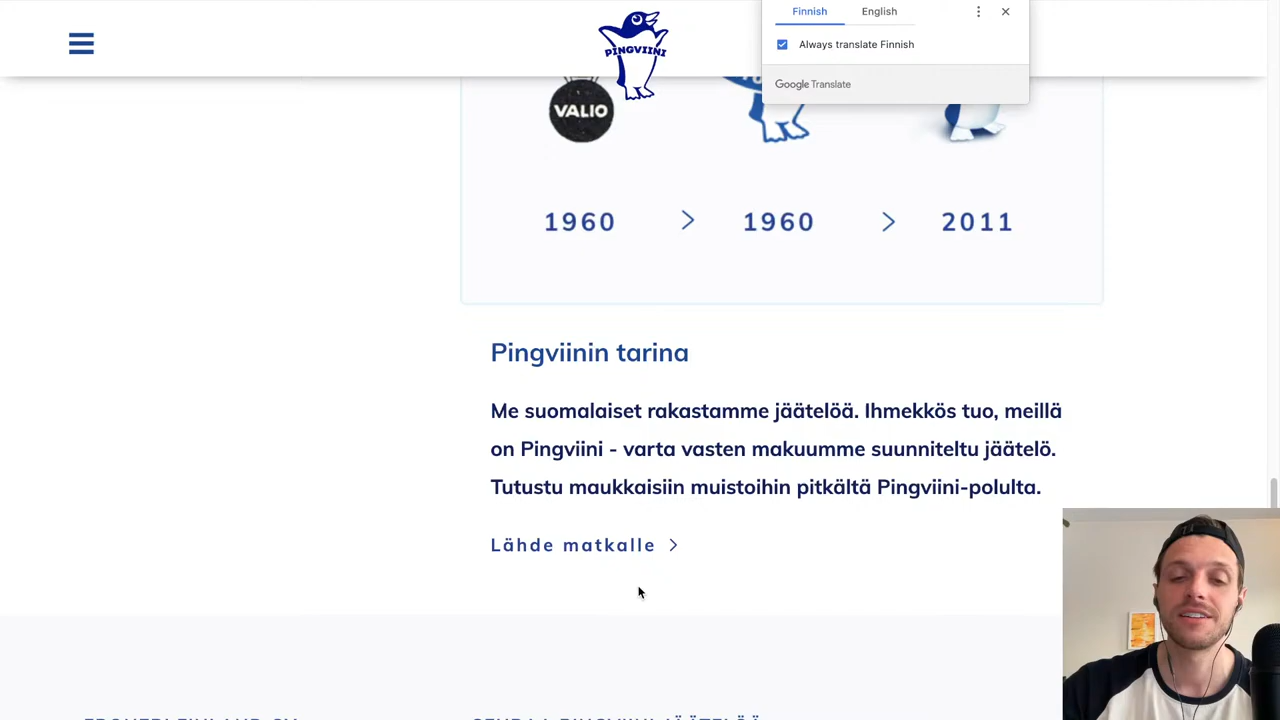 Finnish English
Always translate Finnish
Google Translate
PINGVIINI
VALIO
1960 > 1960 > 2011
Pingviinin tarina
Me suomalaiset rakastamme jäätelöä. Ihmekkös tuo, meillä
on Pingviini - varta vasten makuumme suunniteltu jäätelö.
Tutustu maukkaisiin muistoihin pitkältä Pingviini-polulta.
Lähde matkalle >